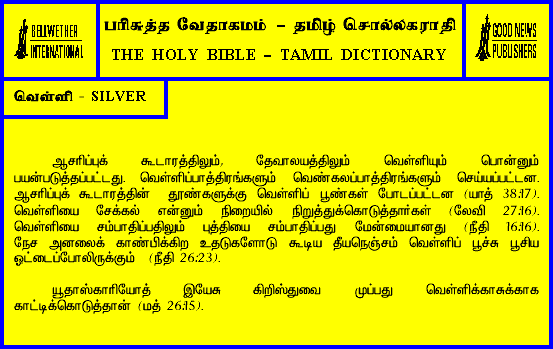 BELLWETHER
INTERNATIONAL
பரிசுத்த வேதாகமம் – தமிழ் சொல்லகராதி
THE HOLY BIBLE – TAMIL DICTIONARY
GOOD NEWS
PUBLISHERS
வெள்ளி - SILVER
ஆசரிப்புக் கூடாரத்திலும், தேவாலயத்திலும் வெள்ளியும் பொன்னும்
பயன்படுத்தப்பட்டது. வெள்ளிப்பாத்திரங்களும் வெண்கலப்பாத்திரங்களும் செய்யப்பட்டன.
ஆசரிப்புக் கூடாரத்தின் தூண்களுக்கு வெள்ளிப் பூண்கள் போடப்பட்டன (யாத் 38:17).
வெள்ளியை சேக்கல் என்னும் நிறையில் நிறுத்துக்கொடுத்தார்கள் (லேவி 27:16).
வெள்ளியை சம்பாதிப்பதிலும் புத்தியை சம்பாதிப்பது மேன்மையானது (நீதி 16:16).
நேச அனலைக் காண்பிக்கிற உதடுகளோடு கூடிய தீயநெஞ்சம் வெள்ளிப் பூச்சு பூசிய
ஓட்டைப்போலிருக்கும் (நீதி 26:23).
யூதாஸ்காரியோத் இயேசு கிறிஸ்துவை முப்பது வெள்ளிக்காசுக்காக
காட்டிக்கொடுத்தான் (மத் 26:15).